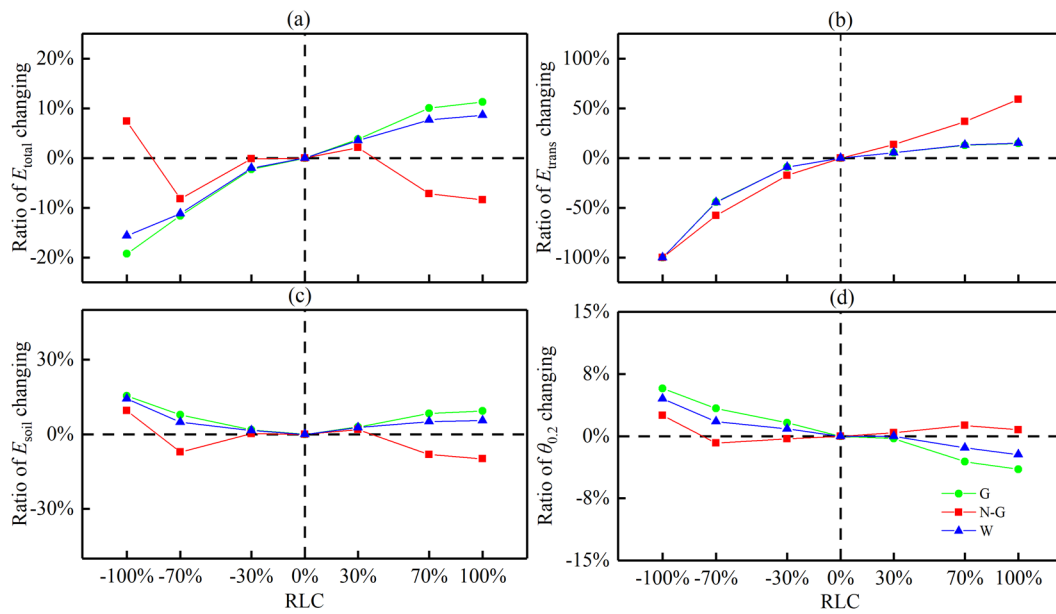 (a)
20%
10%
0%
-10%
-20%
Ratio of Etotal changing
(b)
100%
50%
0%
-50%
-100%
Ratio of Etrans changing
(c)
30%
0%
-30%
Ratio of Esoil changing
-100% -70% -30% 0% 30% 70% 100%
RLC
(d)
15%
8%
0%
-8%
-15%
Ratio of θ0.2 changing
G
N-G
W
-100% -70% -30% 0% 30% 70% 100%
RLC